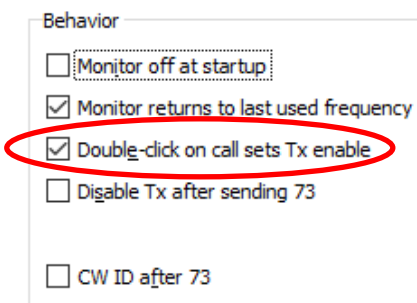 Behavior
Monitor off at startup
Monitor returns to last used frequency
Double-click on call sets Tx enable
Disable Tx after sending 73
CW ID after 73